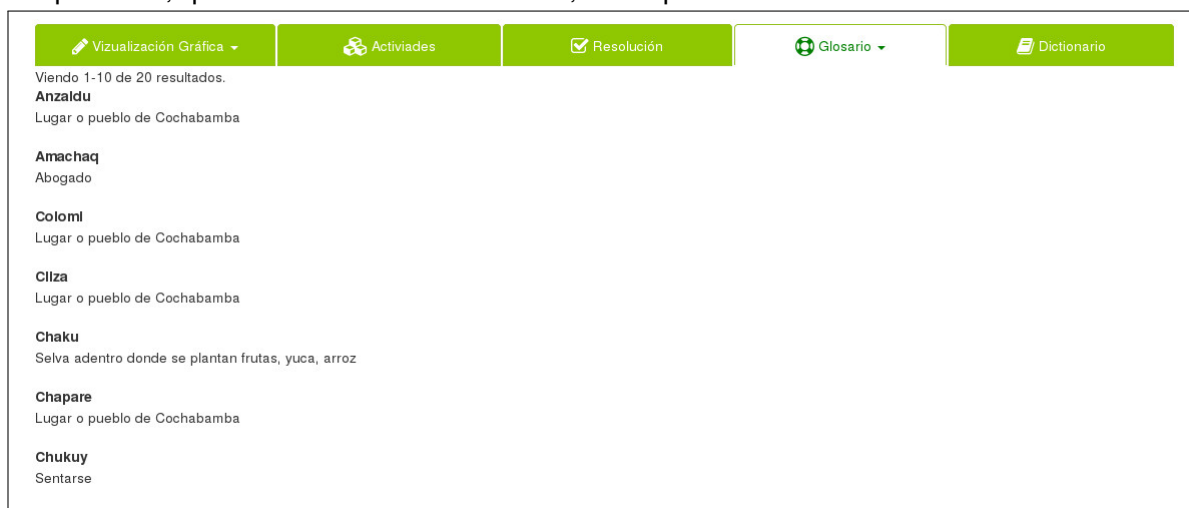 Vizualización Gráfica
Activiades
Resolución
Glosario
Dictionario
Viendo 1-10 de 20 resultados.
Anzaldu
Lugar o pueblo de Cochabamba
Amachaq
Abogado
Colomi
Lugar o pueblo de Cochabamba
Cliza
Lugar o pueblo de Cochabamba
Chaku
Selva adentro donde se plantan frutas, yuca, arroz
Chapare
Lugar o pueblo de Cochabamba
Chukuy
Sentarse